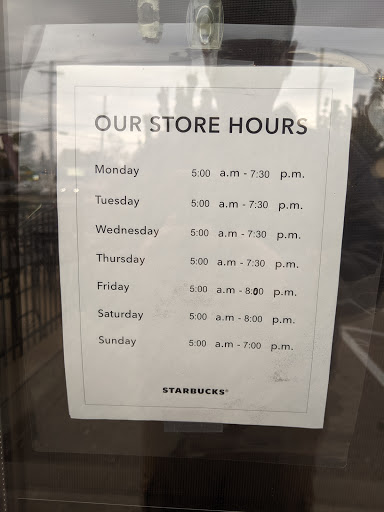 OUR STORE HOURS
Monday 5:00 a.m - 7:30 p.m.
Tuesday 5:00 a.m - 7:30 p.m.
Wednesday 5:00 a.m - 7:30 p.m.
Thursday 5:00 a.m - 7:30 p.m.
Friday 5:00 a.m - 8:00 p.m.
Saturday 5:00 a.m - 8:00 p.m.
Sunday 5:00 a.m - 7:00 p.m.
STARBUCKS®